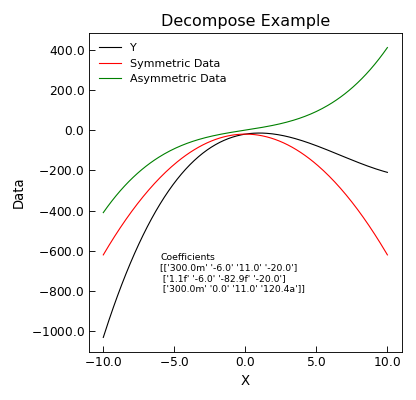 Decompose Example
Y
Symmetric Data
Asymmetric Data
400.0
200.0
0.0
−200.0
−400.0
−600.0
−800.0
−1000.0
Data
Coefficients
[['300.0m' '-6.0' '11.0' '-20.0']
['1.1f' '-6.0' '-82.9f' '-20.0']
['300.0m' '0.0' '11.0' '120.4a']]
−10.0 −5.0 0.0 5.0 10.0
X